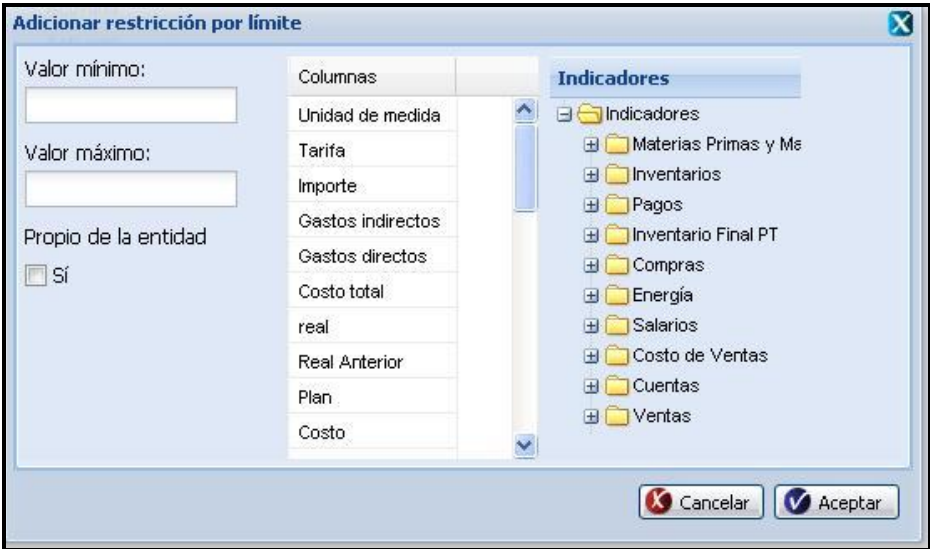 Adicionar restricción por límite
Valor mínimo:
Valor máximo:
Propio de la entidad
Sí
Columnas
Unidad de medida
Tarifa
Importe
Gastos indirectos
Gastos directos
Costo total
real
Real Anterior
Plan
Costo
Indicadores
Indicadores
Materias Primas y Ma
Inventarios
Pagos
Inventario Final PT
Compras
Energía
Salarios
Costo de Ventas
Cuentas
Ventas
Cancelar
Aceptar